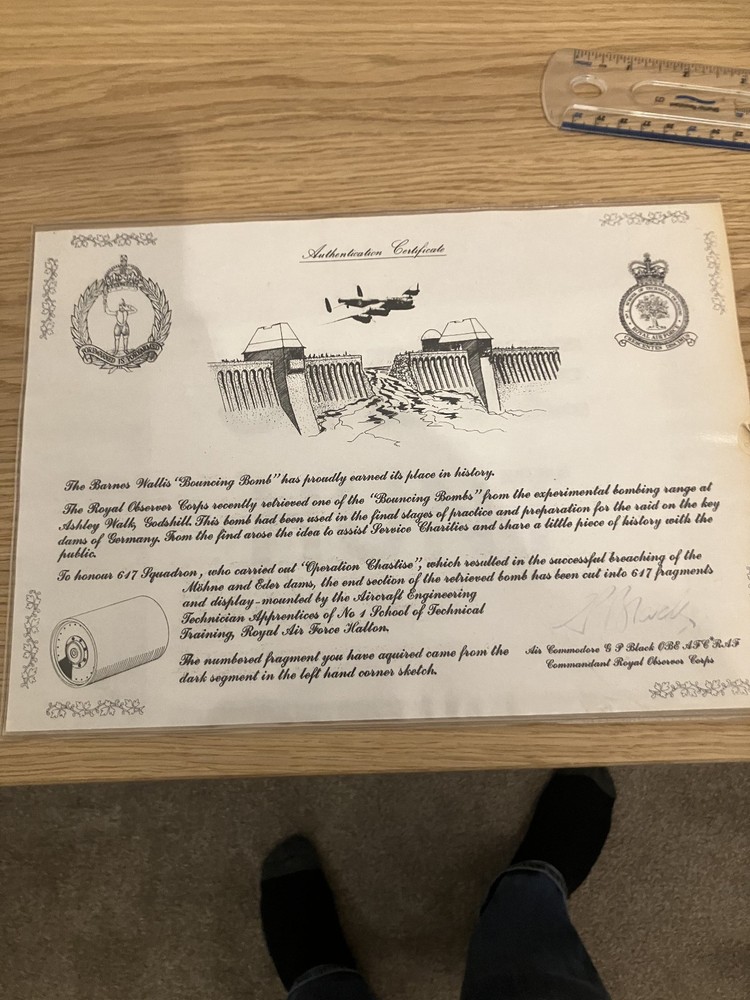 Authentication Certificate
FOREWARNED IS FOREARMED
ROYAL AIR FORCE
The Barnes Wallis "Bouncing Bomb" has proudly earned its place in history.
The Royal Observer Corps recently retrieved one of the "Bouncing Bombs" from the experimental bombing range at
Ashley Walk, Godshill. This bomb had been used in the final stages of practice and preparation for the raid on the key
dams of Germany. From the find arose the idea to assist Service Charities and share a little piece of history with the
public.
To honour 617 Squadron, who carried out "Operation Chastise", which resulted in the successful breaching of the
Möhne and Eder dams, the end section of the retrieved bomb has been cut into 617 fragments
and display-mounted by the Aircraft Engineering
Technician Apprentices of No 1 School of Technical
Training, Royal Air Force Halton.
The numbered fragment you have aquired came from the
dark segment in the left hand corner sketch.
Air Commodore G P Black OBE AFC* RAF
Commandant Royal Observer Corps